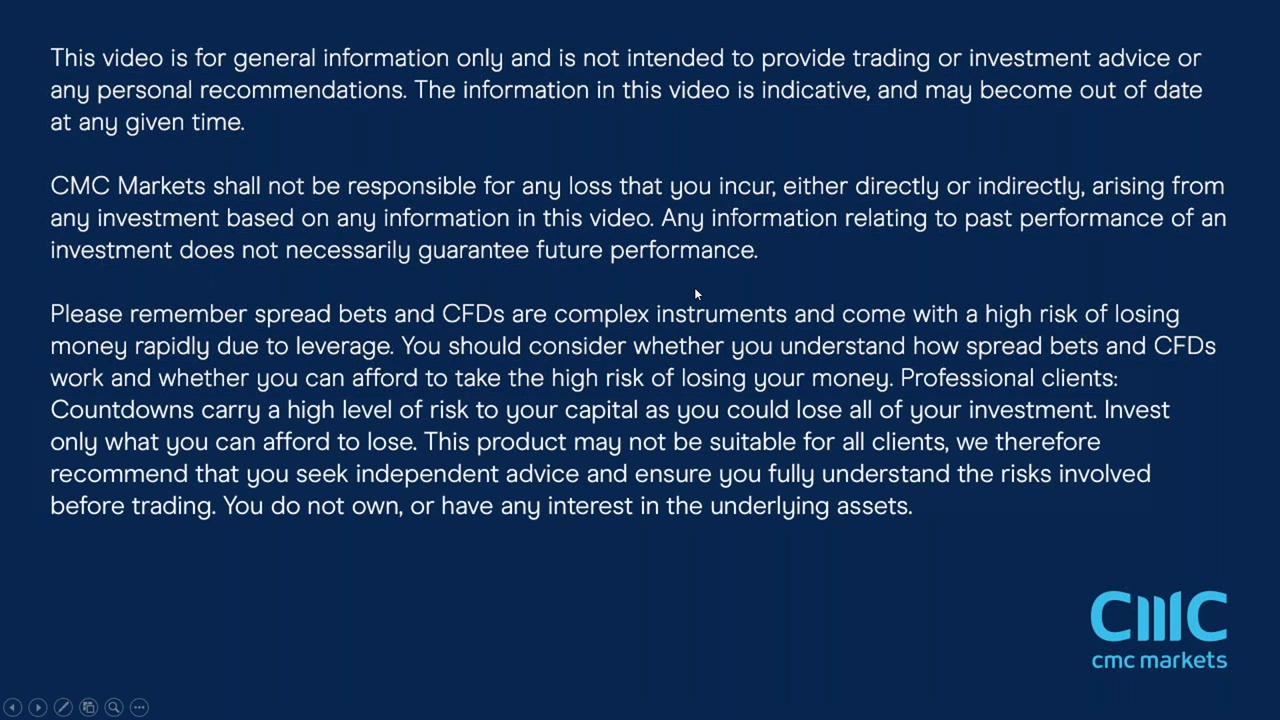 This video is for general information only and is not intended to provide trading or investment advice or
any personal recommendations. The information in this video is indicative, and may become out of date
at any given time.
CMC Markets shall not be responsible for any loss that you incur, either directly or indirectly, arising from
any investment based on any information in this video. Any information relating to past performance of an
investment does not necessarily guarantee future performance.
Please remember spread bets and CFDs are complex instruments and come with a high risk of losing
money rapidly due to leverage. You should consider whether you understand how spread bets and CFDs
work and whether you can afford to take the high risk of losing your money. Professional clients:
Countdowns carry a high level of risk to your capital as you could lose all of your investment. Invest
only what you can afford to lose. This product may not be suitable for all clients, we therefore
recommend that you seek independent advice and ensure you fully understand the risks involved
before trading. You do not own, or have any interest in the underlying assets.
CMC
cmc markets